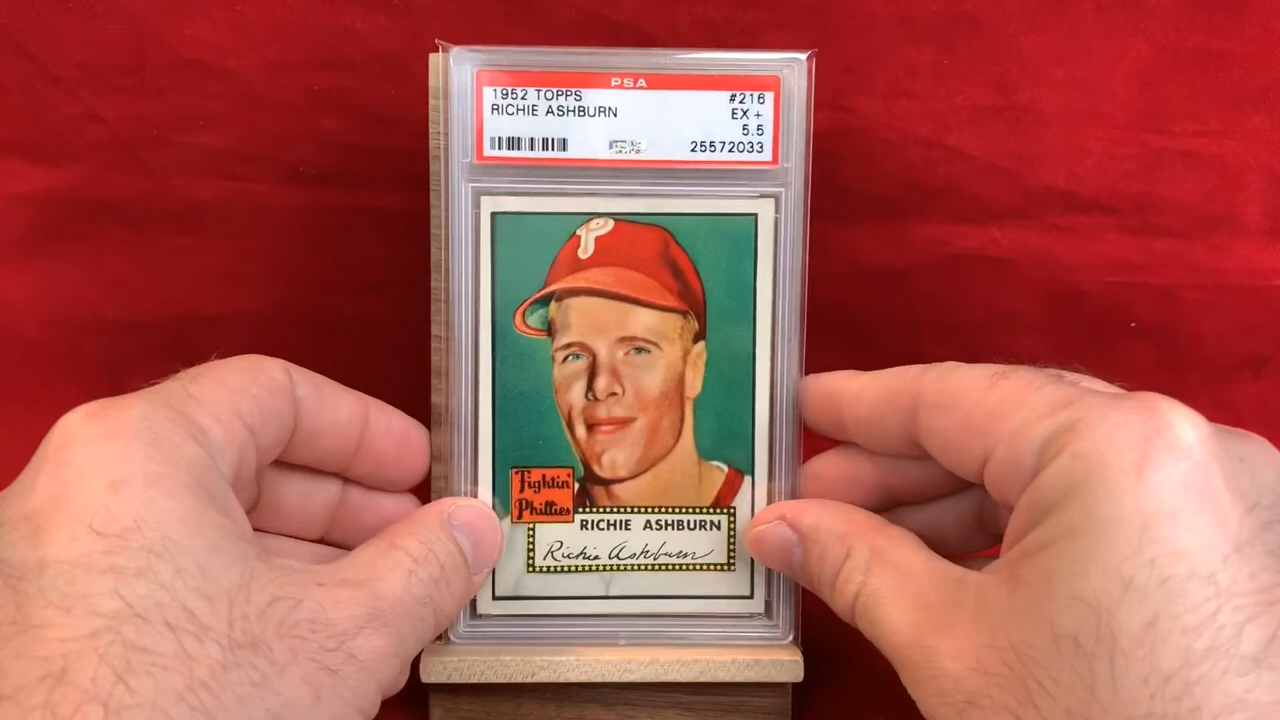 PSA
1952 TOPPS #216
RICHIE ASHBURN EX +
5.5
25572033
P
Fightin'
Phillies
RICHIE ASHBURN
Richie Ashburn